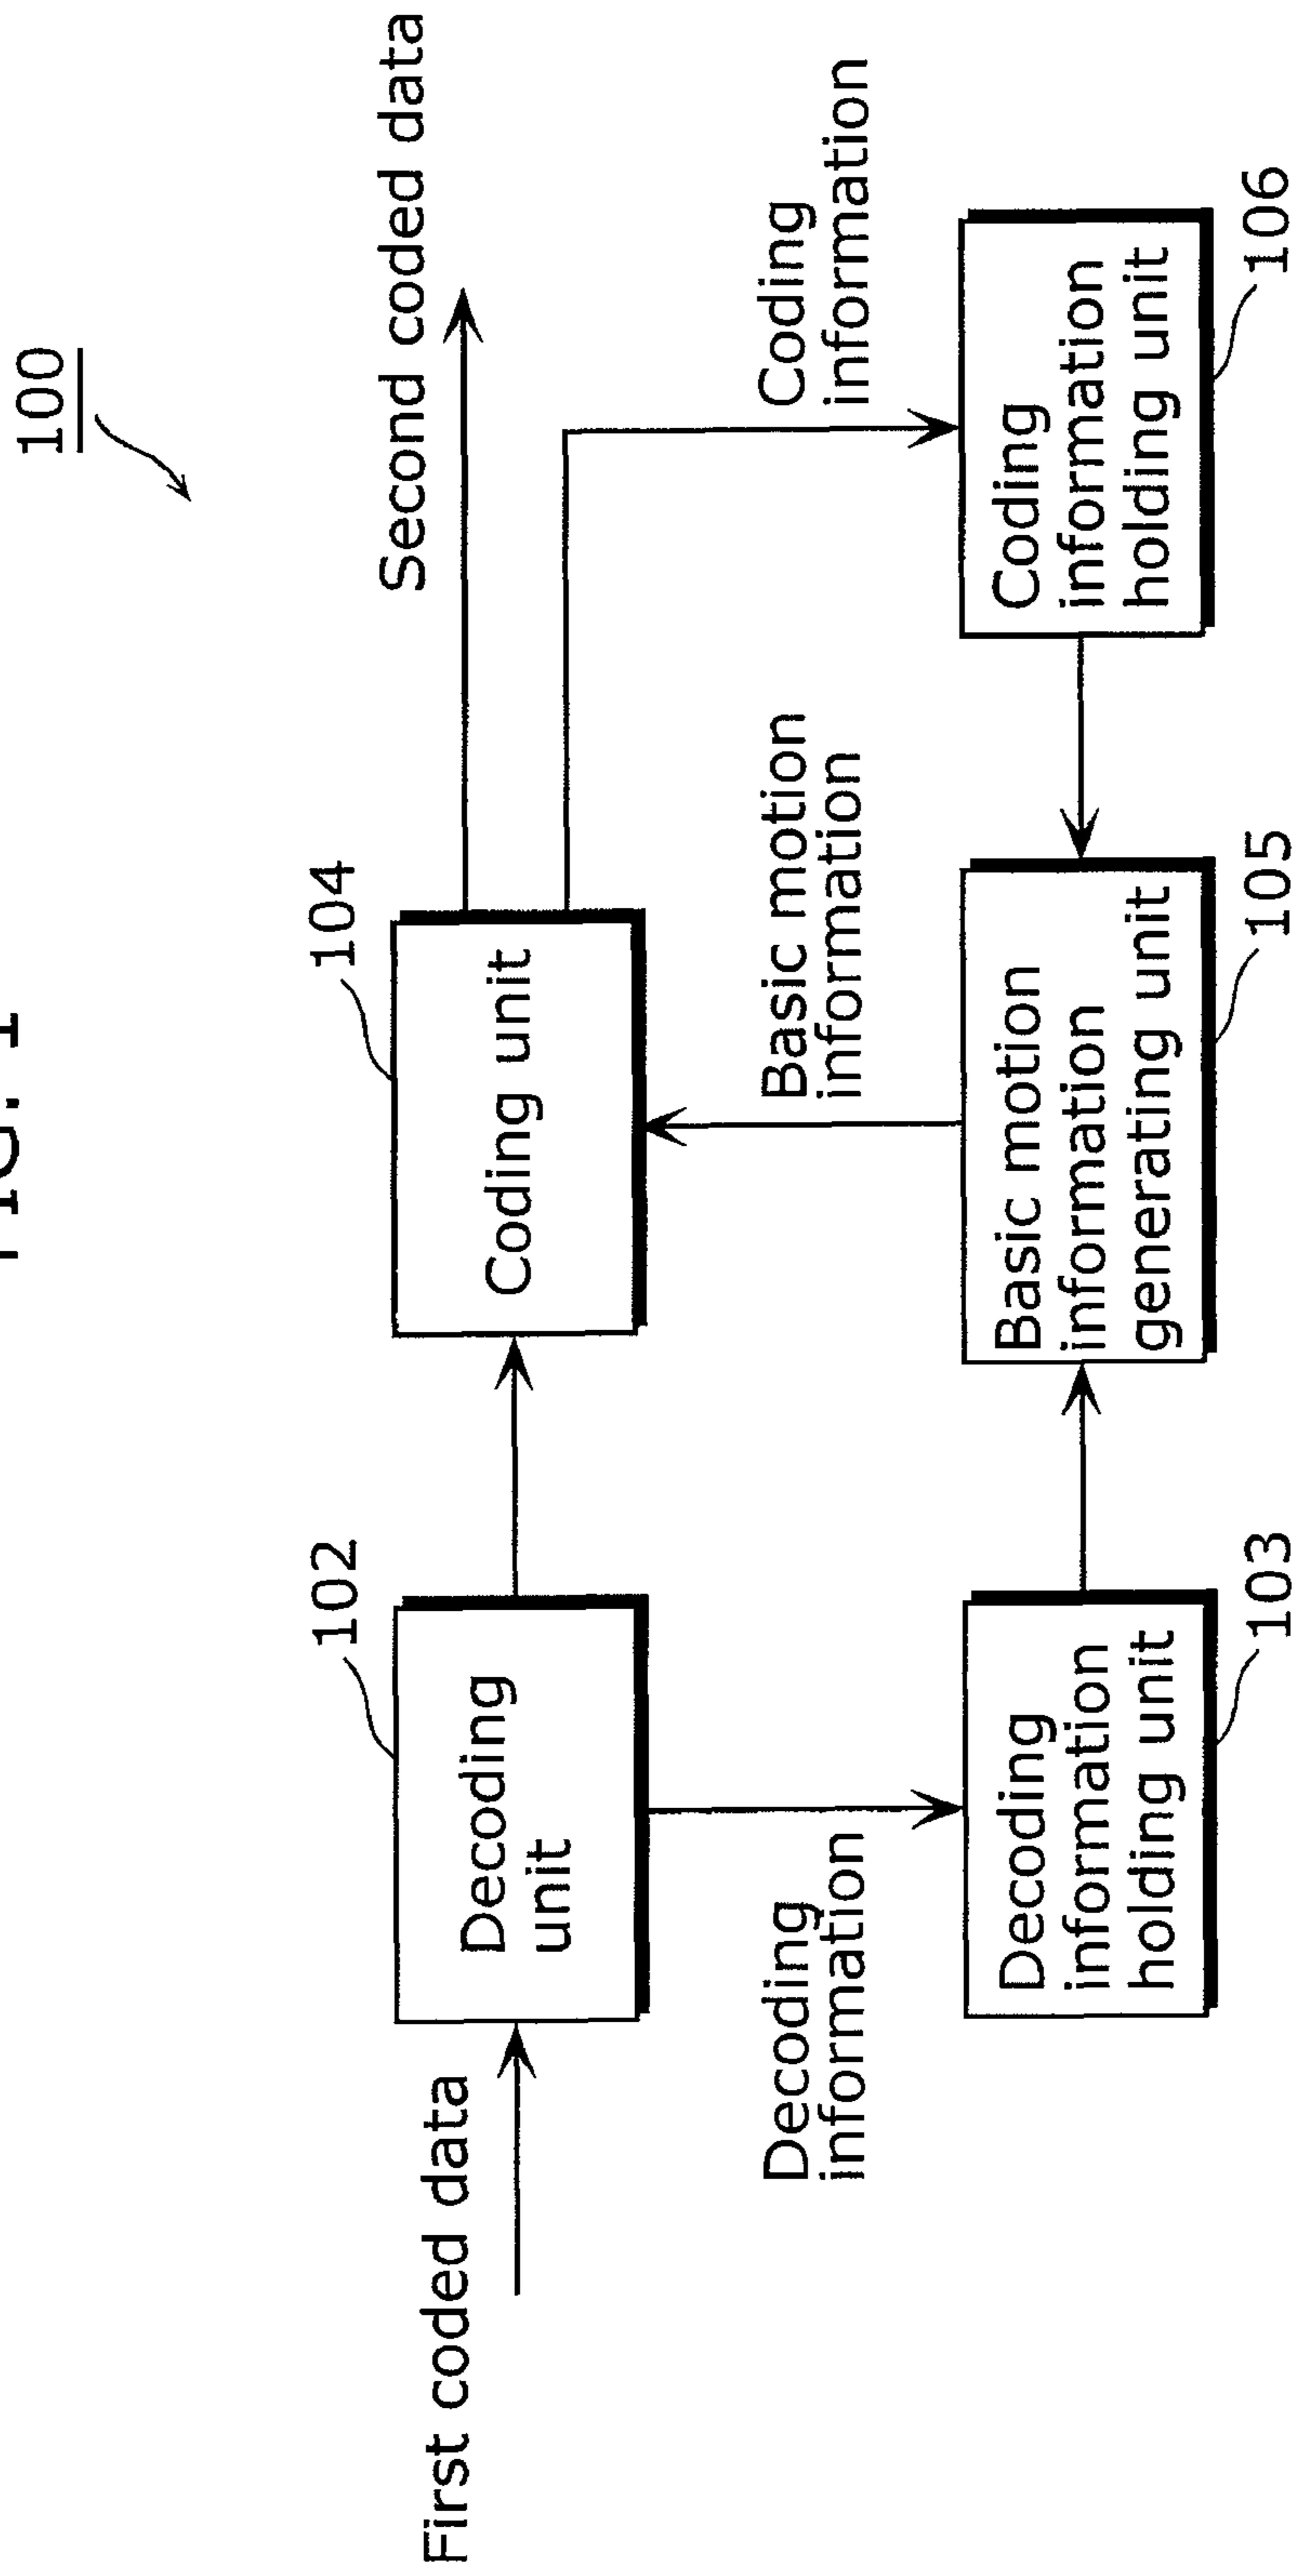 FIG. 1
100
First coded data
102
Decoding
unit
104
Coding unit
Second coded data
Decoding
information
Basic motion
information
Coding
information
Decoding
information
holding unit
103
Basic motion
information
generating unit
105
Coding
information
holding unit
106